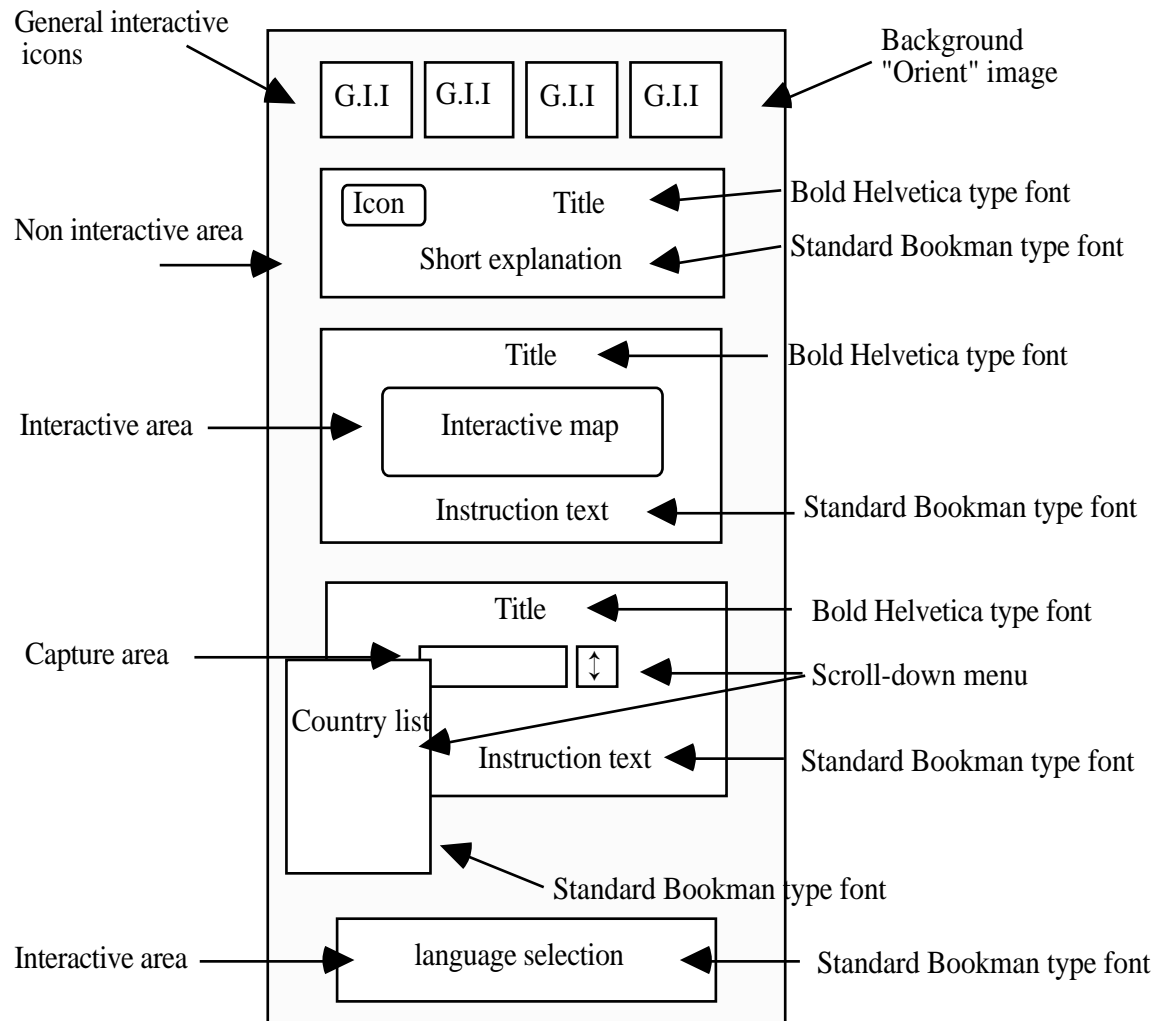 General interactive
icons
Background
"Orient" image
G.I.I
G.I.I
G.I.I
G.I.I
Icon
Title
Bold Helvetica type font
Non interactive area
Short explanation
Standard Bookman type font
Title
Bold Helvetica type font
Interactive area
Interactive map
Instruction text
Standard Bookman type font
Title
Bold Helvetica type font
Capture area
Scroll-down menu
Country list
Instruction text
Standard Bookman type font
Standard Bookman type font
Interactive area
language selection
Standard Bookman type font